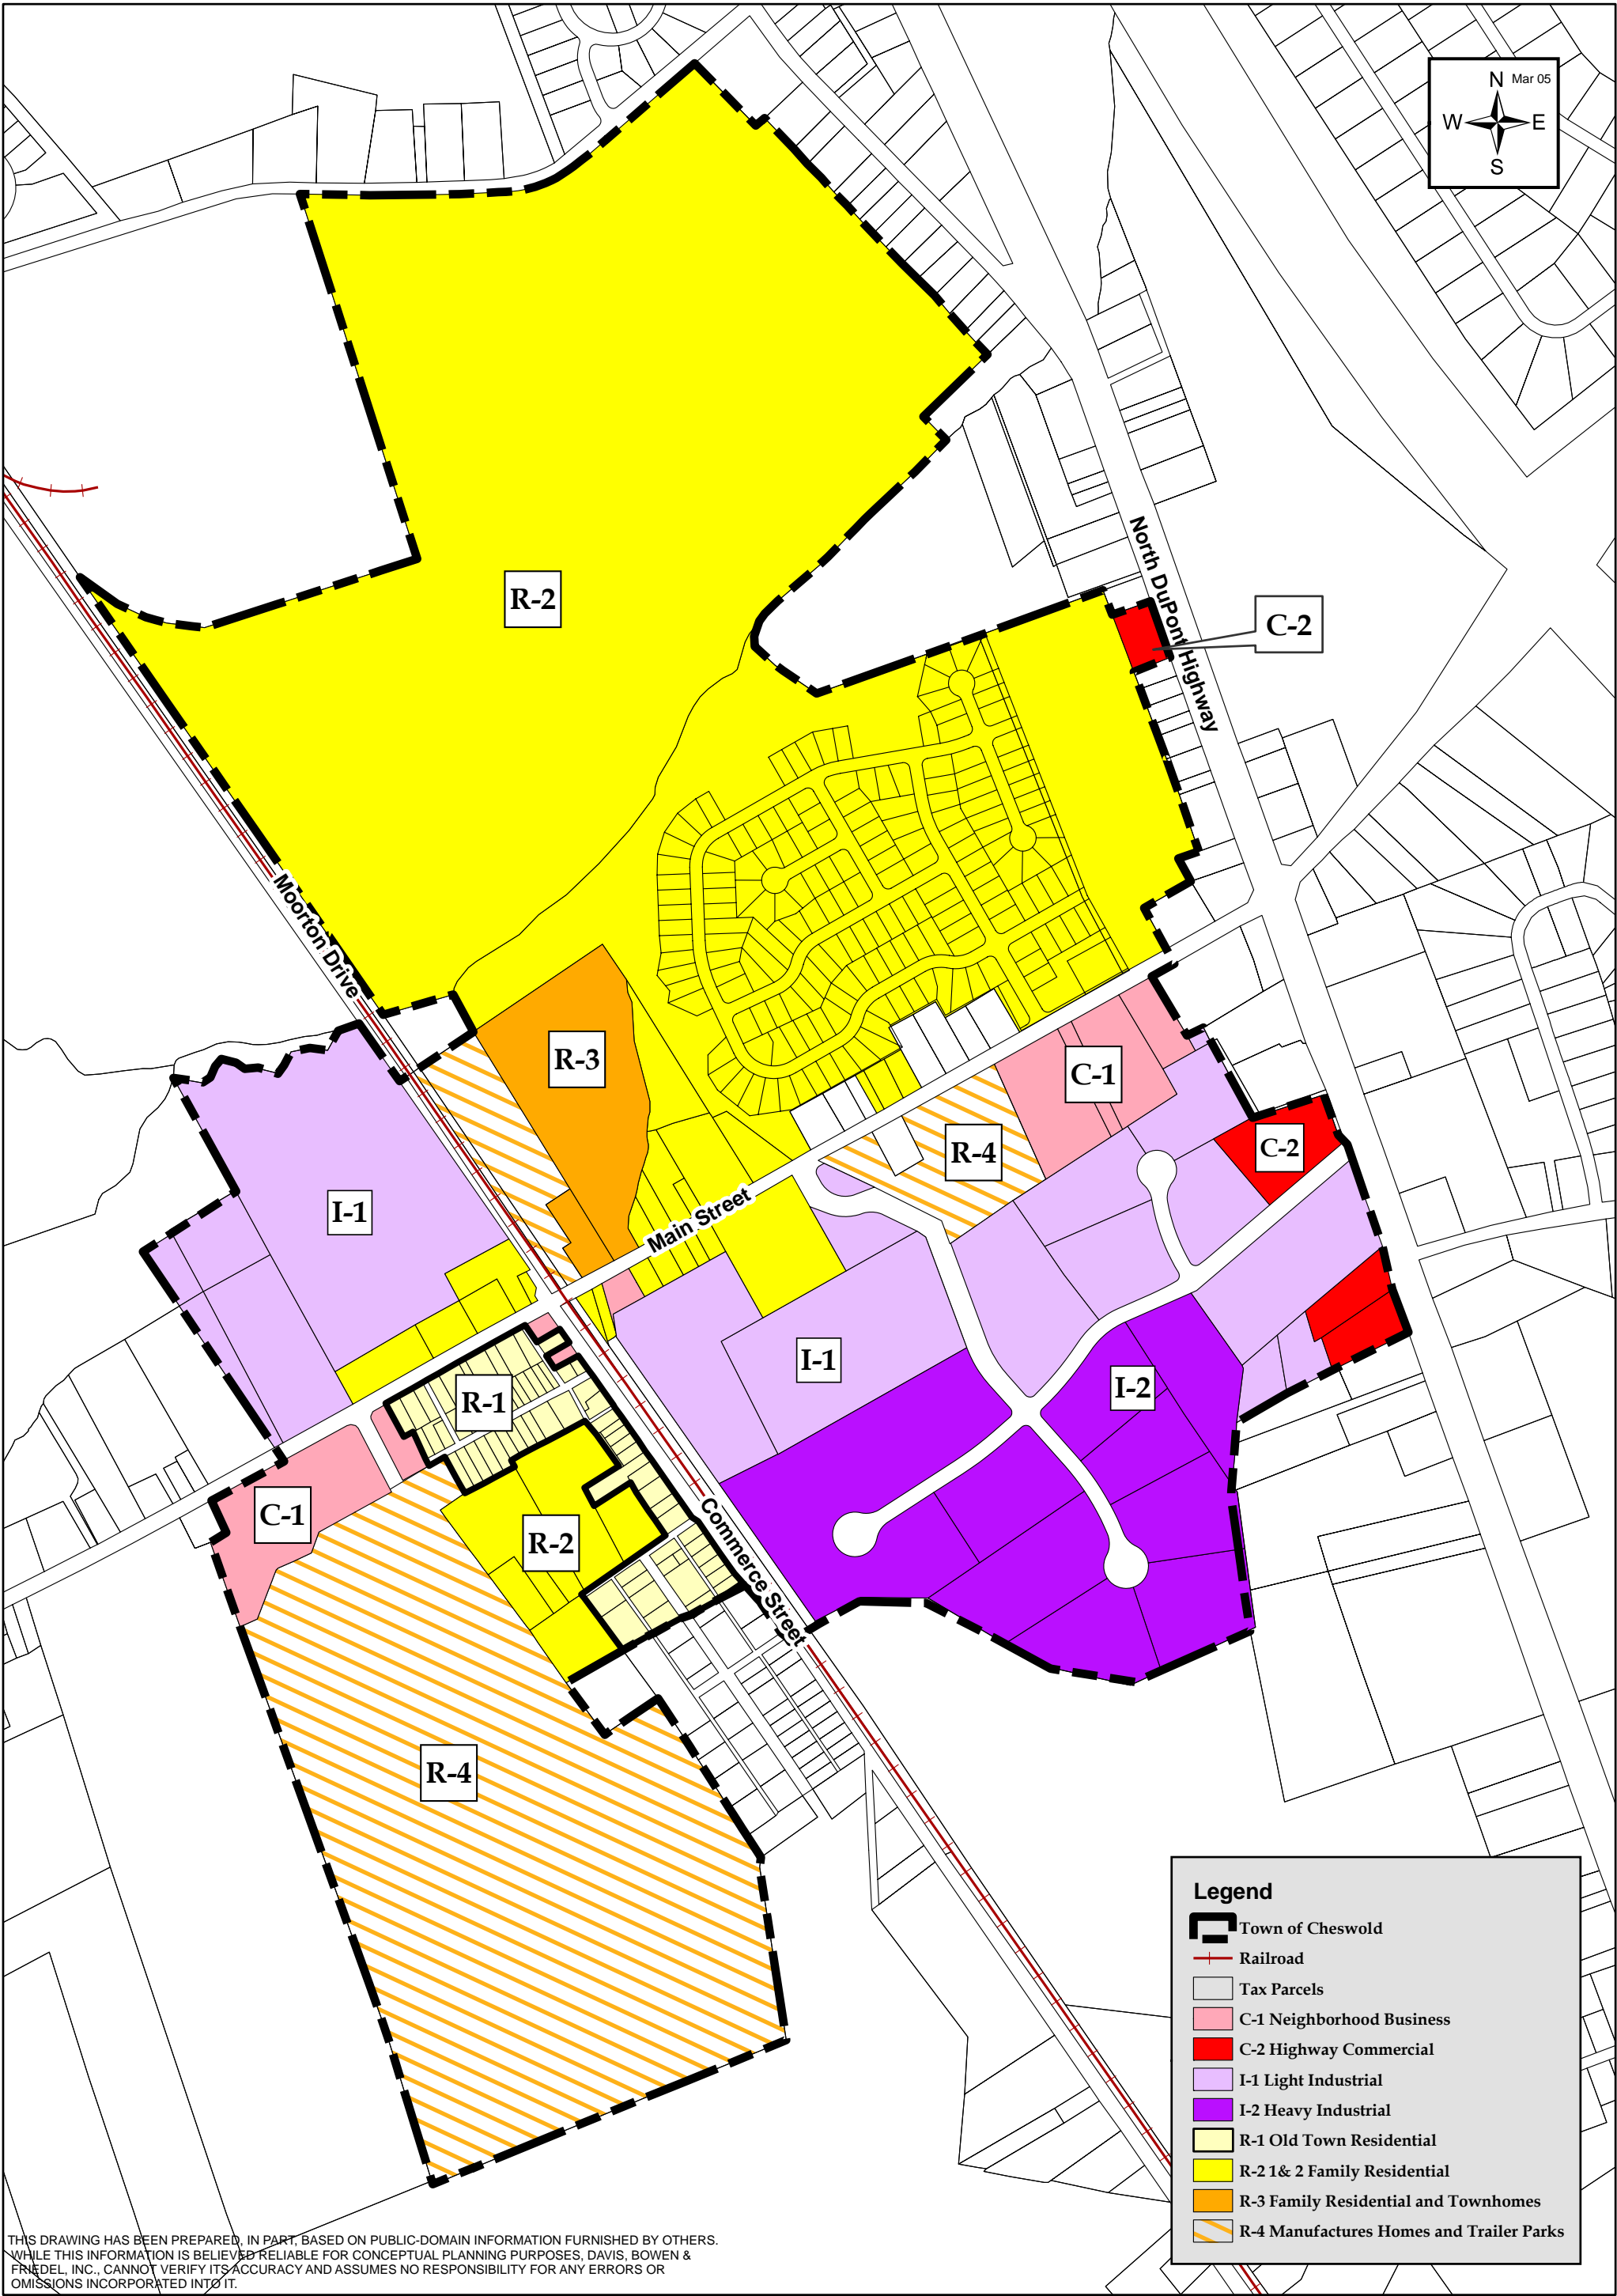 N Mar 05
W E
S
R-2
North DuPont Highway
C-2
Moorton Drive
R-3
C-1
R-4
C-2
I-1
Main Street
I-1
I-2
R-1
C-1
R-2
Commerce Street
R-4
Legend
Town of Cheswold
Railroad
Tax Parcels
C-1 Neighborhood Business
C-2 Highway Commercial
I-1 Light Industrial
I-2 Heavy Industrial
R-1 Old Town Residential
R-2 1& 2 Family Residential
R-3 Family Residential and Townhomes
R-4 Manufactures Homes and Trailer Parks
THIS DRAWING HAS BEEN PREPARED, IN PART, BASED ON PUBLIC-DOMAIN INFORMATION FURNISHED BY OTHERS.
WHILE THIS INFORMATION IS BELIEVED RELIABLE FOR CONCEPTUAL PLANNING PURPOSES, DAVIS, BOWEN &
FRIEDEL, INC., CANNOT VERIFY ITS ACCURACY AND ASSUMES NO RESPONSIBILITY FOR ANY ERRORS OR
OMISSIONS INCORPORATED INTO IT.